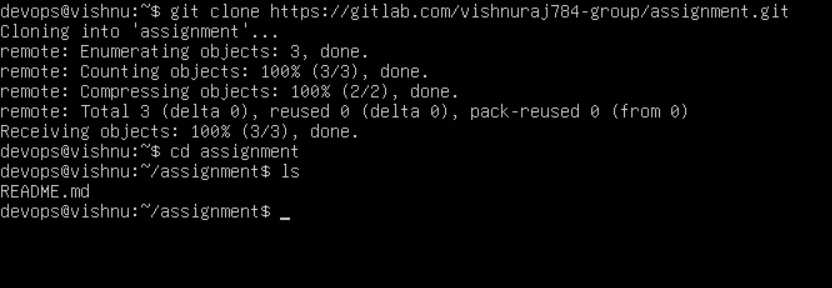 devops@vishnu:~$ git clone https://gitlab.com/vishnuraj784-group/assignment.git
Cloning into 'assignment'...
remote: Enumerating objects: 3, done.
remote: Counting objects: 100% (3/3), done.
remote: Compressing objects: 100% (2/2), done.
remote: Total 3 (delta 0), reused 0 (delta 0), pack-reused 0 (from 0)
Receiving objects: 100% (3/3), done.
devops@vishnu:~$ cd assignment
devops@vishnu:~/assignment$ ls
README.md
devops@vishnu:~/assignment$ _